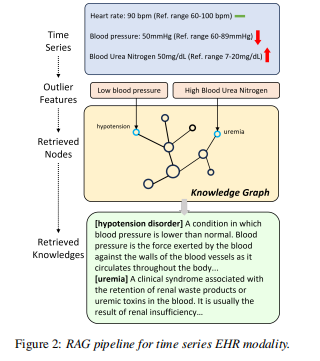 Time
Series
Heart rate: 90 bpm (Ref. range 60-100 bpm)
Blood pressure: 50mmHg (Ref. range 60-89mmHg)
Blood Urea Nitrogen 50mg/dL (Ref. range 7-20mg/dL)
Outlier
Features
Low blood pressure
High Blood Urea Nitrogen
Retrieved
Nodes
hypotension
uremia
Knowledge Graph
Retrieved
Knowledges
[hypotension disorder] A condition in which
blood pressure is lower than normal. Blood
pressure is the force exerted by the blood
against the walls of the blood vessels as it
circulates throughout the body...
[uremia] A clinical syndrome associated with
the retention of renal waste products or
uremic toxins in the blood. It is usually the
result of renal insufficiency...
Figure 2: RAG pipeline for time series EHR modality.